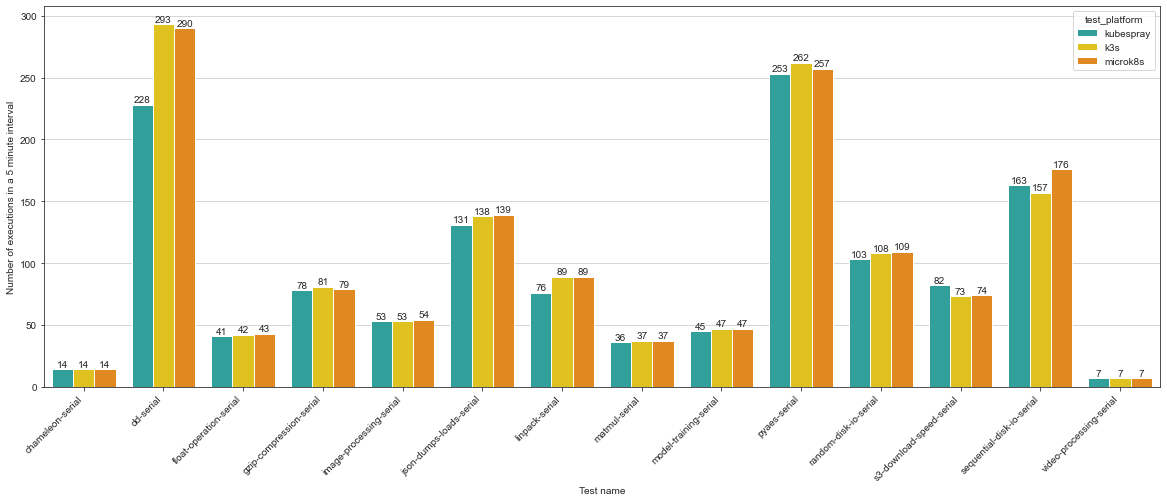 test_platform
kubespray
k3s
microk8s
Number of executions in a 5 minute interval
300
250
200
150
100
50
0
14 14 14
228 293 290
41 42 43
78 81 79
53 53 54
131 138 139
76 89 89
36 37 37
45 47 47
253 262 257
103 108 109
82 73 74
163 157 176
7 7 7
chameleon-serial
dd-serial
float-operation-serial
gzip-compression-serial
image-processing-serial
json-dumps-loads-serial
linpack-serial
matmul-serial
model-training-serial
pyaes-serial
random-disk-io-serial
s3-download-speed-serial
sequential-disk-io-serial
video-processing-serial
Test name